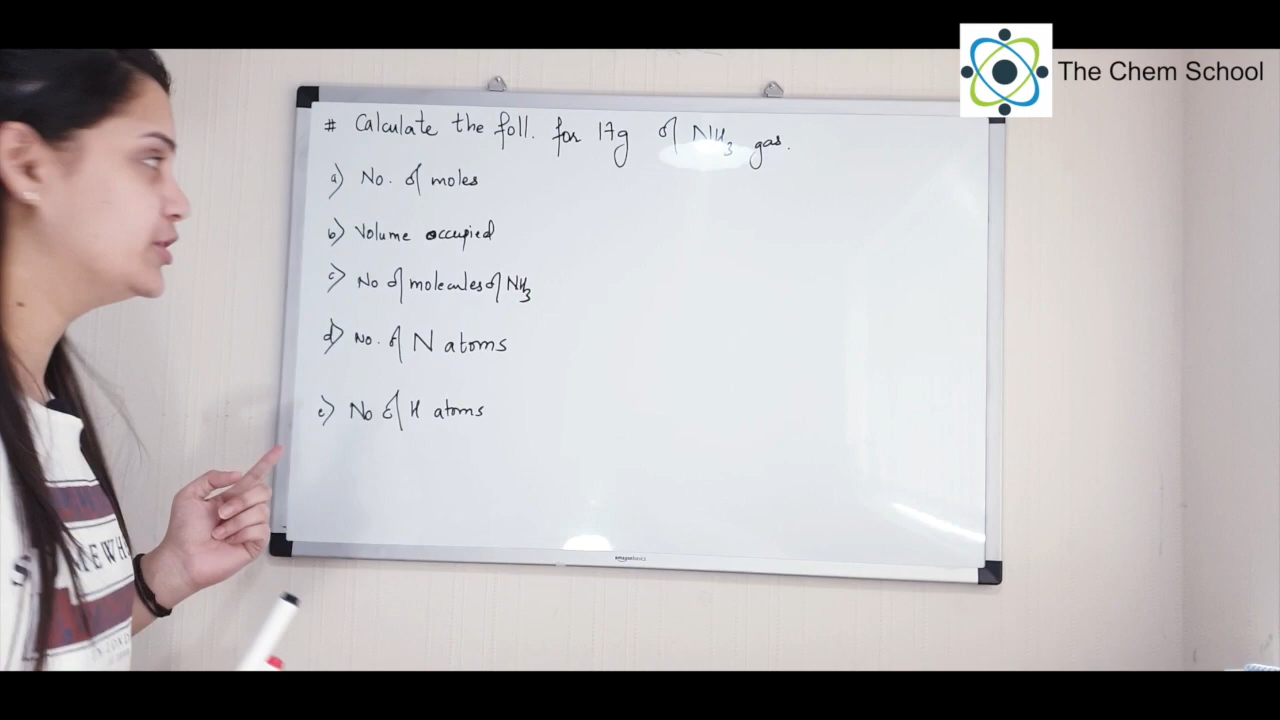 The Chem School
# Calculate the foll. for 17g of NH3 gas.
a) No. of moles
b) Volume occupied
c) No of molecules of NH3
d) No. of N atoms
e) No of H atoms
amazonbasics